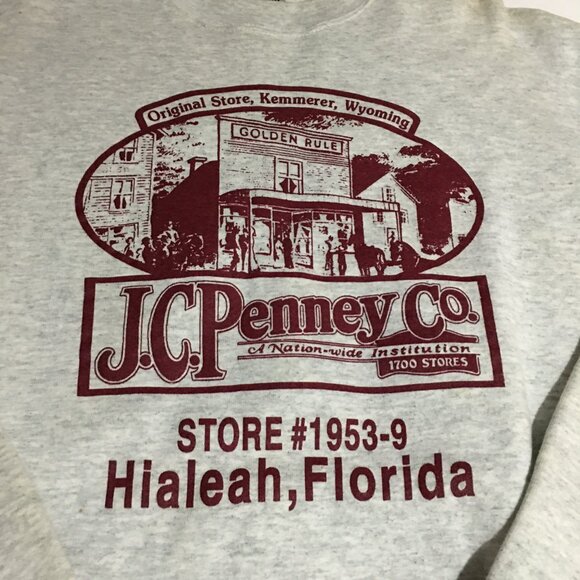 Original Store, Kemmerer, Wyoming
GOLDEN RULE
J.C.Penney Co.
A Nation-wide Institution
1700 STORES
STORE #1953-9
Hialeah, Florida